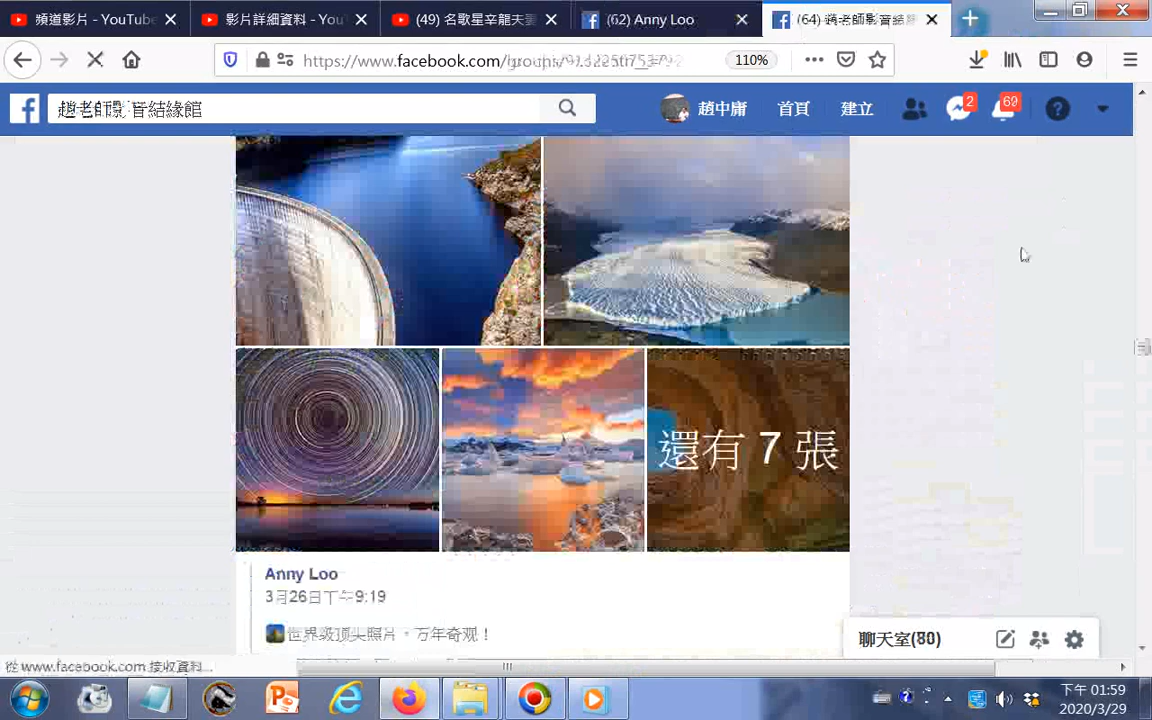 頻道影片 - YouTube
影片詳細資料 - You
(49) 名歌星辛龍天
(62) Anny Loo
(64) 趙老師影音結緣
https://www.facebook.com/groups/
110%
趙老師影音結緣館
趙中庸
首頁
建立
2
69
還有 7 張
Anny Loo
3月26日下午9:19
世界级顶尖照片。万年奇观！
聊天室(80)
從 www.facebook.com 接收資料...
下午 01:59
2020/3/29